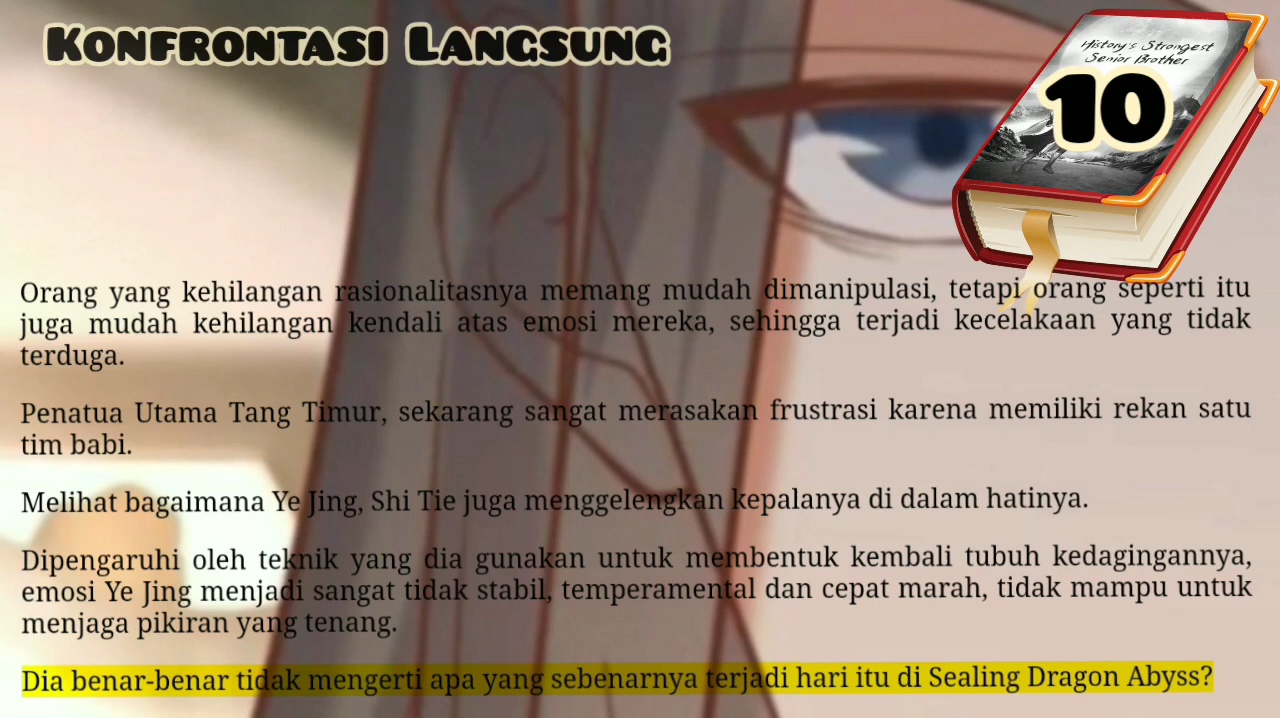 Konfrontasi Langsung
History's Strongest
Senior Brother
10
Orang yang kehilangan rasionalitasnya memang mudah dimanipulasi, tetapi orang seperti itu
juga mudah kehilangan kendali atas emosi mereka, sehingga terjadi kecelakaan yang tidak
terduga.
Penatua Utama Tang Timur, sekarang sangat merasakan frustrasi karena memiliki rekan satu
tim babi.
Melihat bagaimana Ye Jing, Shi Tie juga menggelengkan kepalanya di dalam hatinya.
Dipengaruhi oleh teknik yang dia gunakan untuk membentuk kembali tubuh kedagingannya,
emosi Ye Jing menjadi sangat tidak stabil, temperamental dan cepat marah, tidak mampu untuk
menjaga pikiran yang tenang.
Dia benar-benar tidak mengerti apa yang sebenarnya terjadi hari itu di Sealing Dragon Abyss?